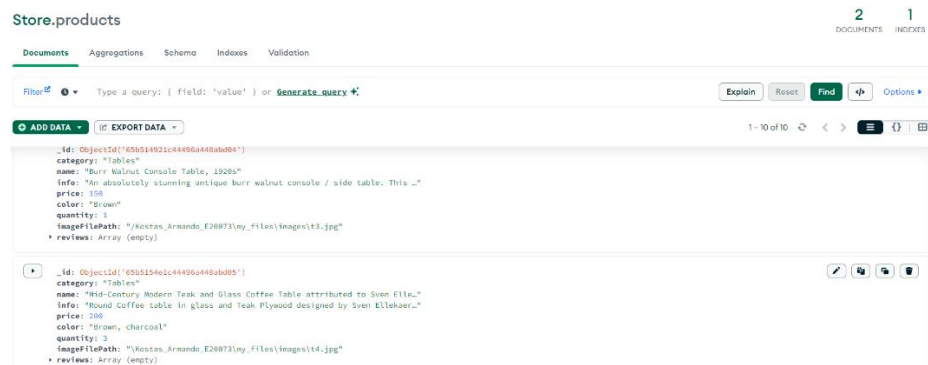 Store.products
2
DOCUMENTS
1
INDEXES
Documents Aggregations Schema Indexes Validation
Filter Type a query: { field: 'value' } or Generate query Explain Reset Find </> Options
ADD DATA EXPORT DATA 1 – 10 of 10 {}
_id: ObjectId('65b514921c44496a440abd04')
category: "Tables"
name: "Burr Walnut Console Table, 1920s"
info: "An absolutely stunning antique burr walnut console / side table. This …"
price: 150
color: "Brown"
quantity: 1
imageFilePath: "/Kostas_Armando_E20073\my_files\images\t3.jpg"
reviews: Array (empty)
_id: ObjectId('65b5154e1c44496a440abd05')
category: "Tables"
name: "Mid-Century Modern Teak and Glass Coffee Table attributed to Sven Elle…"
info: "Round Coffee table in glass and Teak Plywood designed by Sven Ellekaer…"
price: 200
color: "Brown, charcoal"
quantity: 3
imageFilePath: "\Kostas_Armando_E20073\my_files\images\t4.jpg"
reviews: Array (empty)